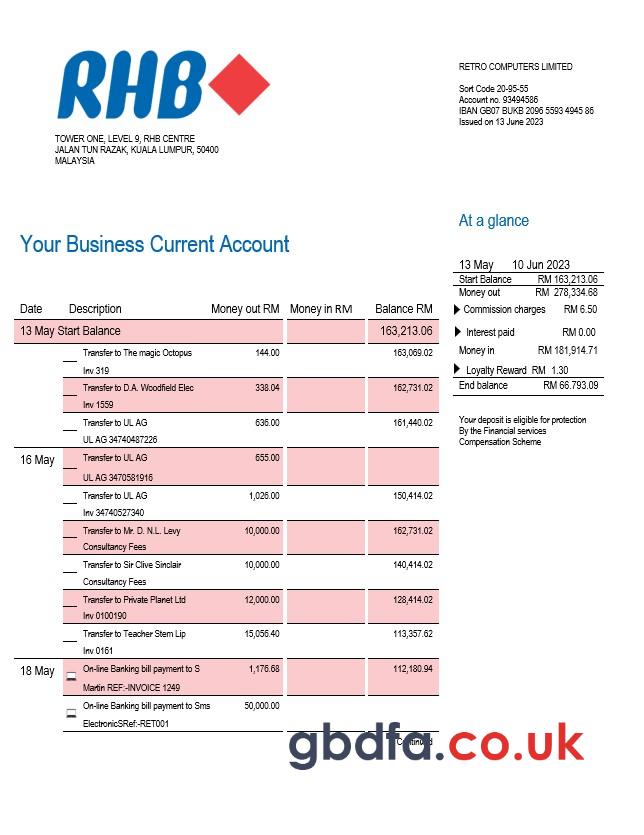 RHB
RETRO COMPUTERS LIMITED
Sort Code 20-95-55
Account no. 93494586
IBAN GB07 BUKB 2096 5593 4945 86
Issued on 13 June 2023
TOWER ONE, LEVEL 9, RHB CENTRE
JALAN TUN RAZAK, KUALA LUMPUR, 50400
MALAYSIA
At a glance
Your Business Current Account
13 May 10 Jun 2023
Start Balance RM 163,213.06
Money out RM 278,334.68
Commission charges RM 6.50
Interest paid RM 0.00
Money in RM 181,914.71
Loyalty Reward RM 1.30
End balance RM 66.793.09
Your deposit is eligible for protection
By the Financial services
Compensation Scheme
Date Description Money out RM Money in RM Balance RM
13 May Start Balance 163,213.06
Transfer to The magic Octopus 144.00 163,069.02
Inv 319
Transfer to D.A. Woodfield Elec 338.04 162,731.02
Inv 1559
Transfer to UL AG 636.00 161,440.02
UL AG 34740487226
16 May Transfer to UL AG 655.00
UL AG 3470581916
Transfer to UL AG 1,026.00 150,414.02
Inv 34740527340
Transfer to Mr. D. N.L. Levy 10,000.00 162,731.02
Consultancy Fees
Transfer to Sir Clive Sinclair 10,000.00 140,414.02
Consultancy Fees
Transfer to Private Planet Ltd 12,000.00 128,414.02
Inv 0100190
Transfer to Teacher Stem Lip 15,056.40 113,357.62
Inv 0161
18 May On-line Banking bill payment to S 1,176.68 112,180.94
Martin REF:-INVOICE 1249
On-line Banking bill payment to Sms 50,000.00
ElectronicSRef:-RET001
Continued
gbdfa.co.uk